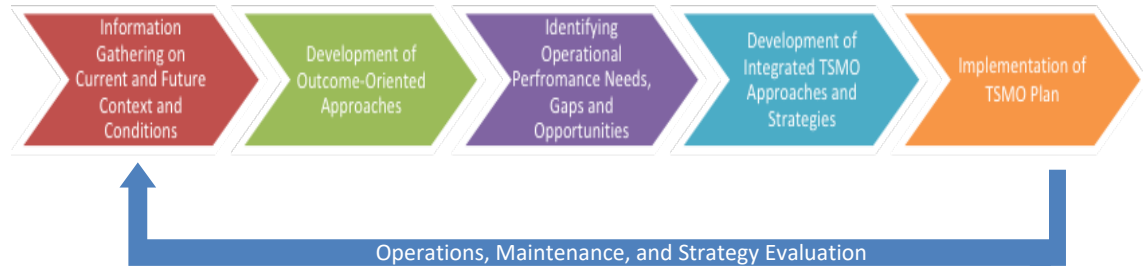 Information
Gathering on
Current and Future
Context and
Conditions
Development of
Outcome-Oriented
Approaches
Identifying
Operational
Perfromance Needs,
Gaps and
Opportunities
Development of
Integrated TSMO
Approaches and
Strategies
Implementation of
TSMO Plan
Operations, Maintenance, and Strategy Evaluation